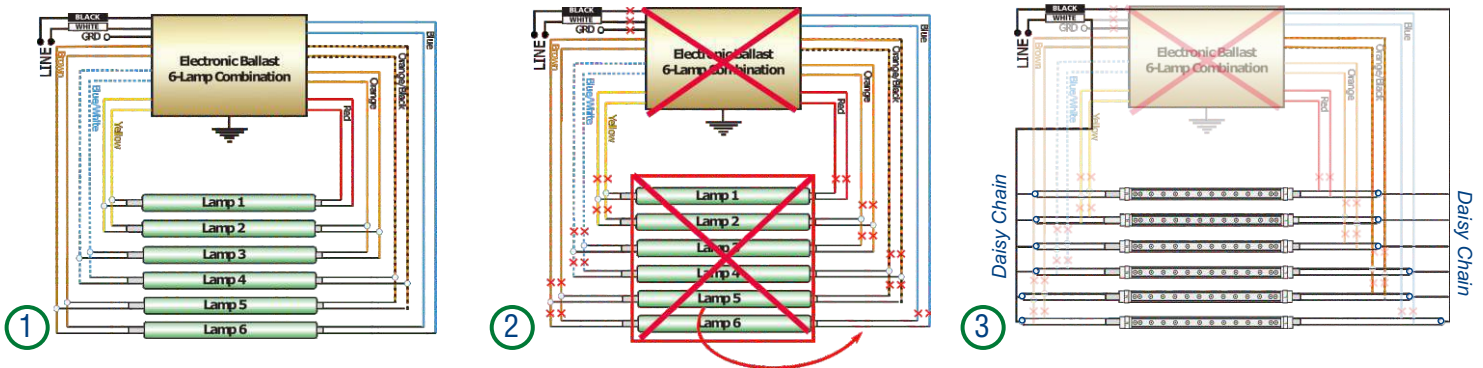 BLACK
WHITE
GRD
LINE
Electronic Ballast
6-Lamp Combination
Brown
Blue/White
Yellow
Red
Orange
Orange/Black
Blue
Lamp 1
Lamp 2
Lamp 3
Lamp 4
Lamp 5
Lamp 6
1
BLACK
WHITE
GRD
LINE
Electronic Ballast
6-Lamp Combination
Brown
Blue/White
Yellow
Red
Orange
Orange/Black
Blue
Lamp 1
Lamp 2
Lamp 3
Lamp 4
Lamp 5
Lamp 6
2
BLACK
WHITE
GRD
LINE
Electronic Ballast
6-Lamp Combination
Brown
Blue/White
Yellow
Red
Orange
Orange/Black
Blue
Daisy Chain
Daisy Chain
3